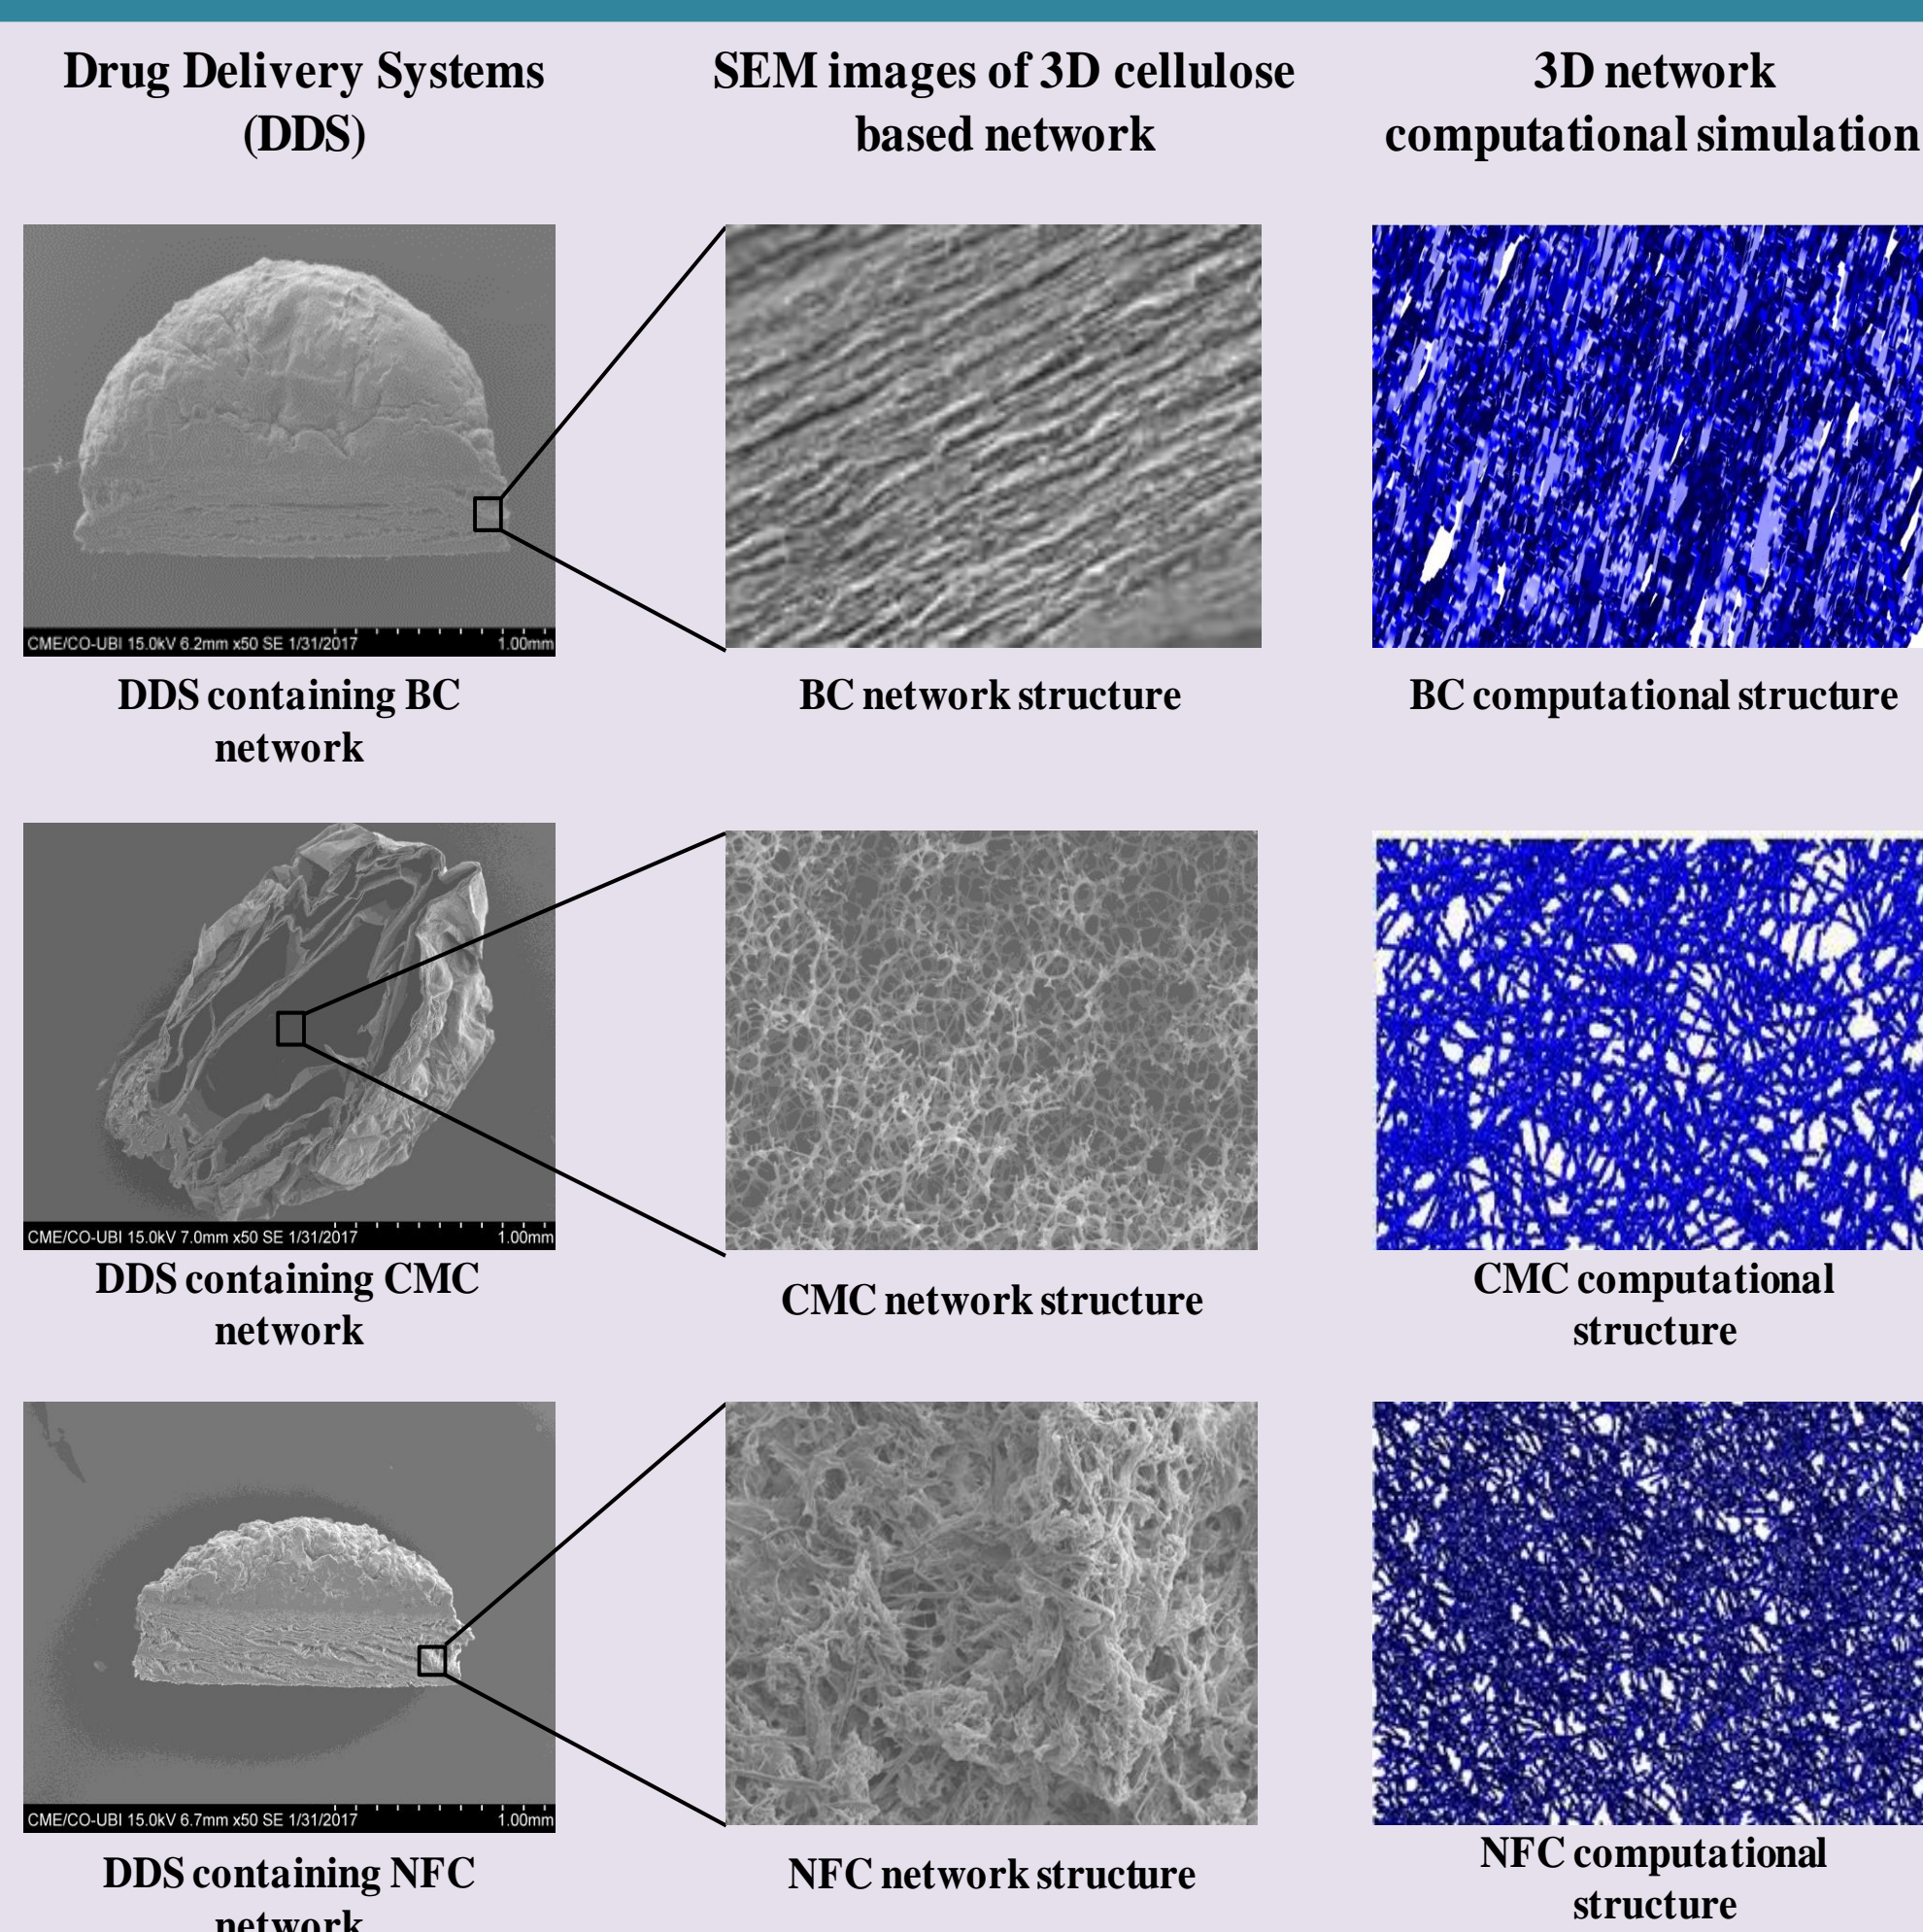 Drug Delivery Systems
(DDS)
SEM images of 3D cellulose
based network
3D network
computational simulation
CME/CO-UBI 15.0kV 6.2mm x50 SE 1/31/2017
1.00mm
DDS containing BC
network
BC network structure
BC computational structure
CME/CO-UBI 15.0kV 7.0mm x50 SE 1/31/2017
1.00mm
DDS containing CMC
network
CMC network structure
CMC computational
structure
CME/CO-UBI 15.0kV 6.7mm x50 SE 1/31/2017
1.00mm
DDS containing NFC
network
NFC network structure
NFC computational
structure